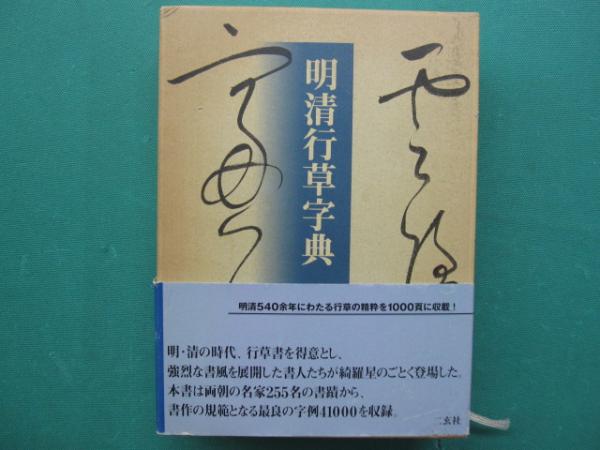 明清行草字典
明清540余年にわたる行草の精粋を1000頁に収載！
明・清の時代、行草書を得意とし、
強烈な書風を展開した書人たちが綺羅星のごとく登場した。
本書は両朝の名家255名の書蹟から、
書作の規範となる最良の字例41000を収録。
二玄社